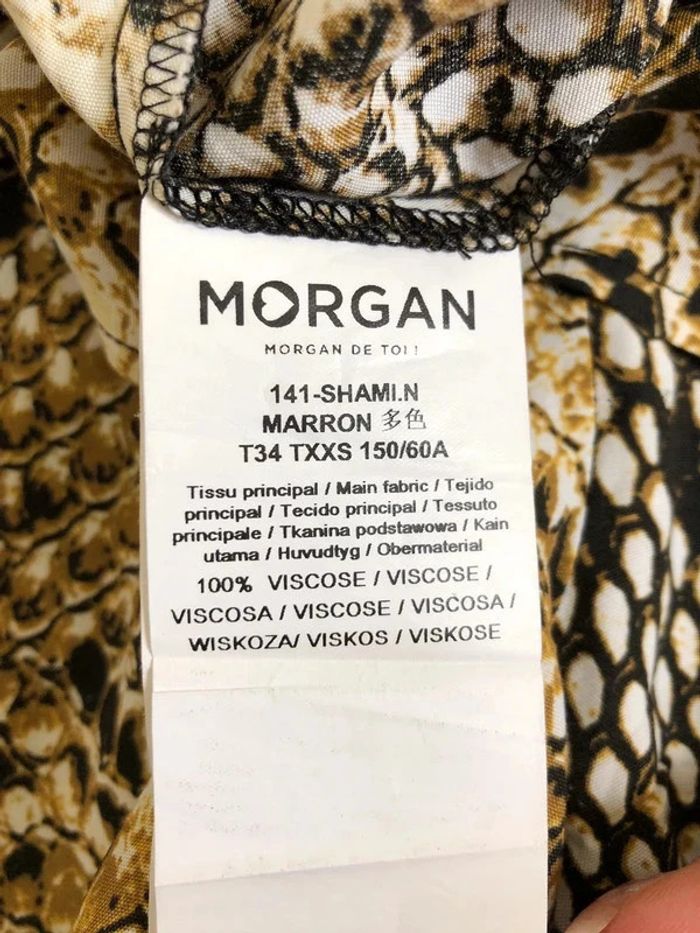 MORGAN
MORGAN DE TOI !
141-SHAMI.N
MARRON 多色
T34 TXXS 150/60A
Tissu principal / Main fabric / Tejido
principal / Tecido principal / Tessuto
principale / Tkanina podstawowa / Kain
utama / Huvudtyg / Obermaterial
100% VISCOSE / VISCOSE /
VISCOSA / VISCOSE / VISCOSA /
WISKOZA/ VISKOS / VISKOSE